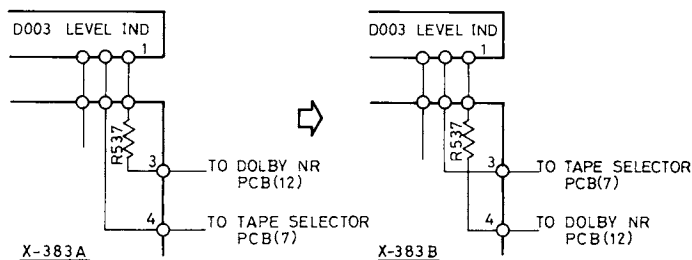 D003 LEVEL IND
1
R537
3
TO DOLBY NR
PCB(12)
4
TO TAPE SELECTOR
PCB(7)
X-383A
D003 LEVEL IND
1
R537
3
TO TAPE SELECTOR
PCB(7)
4
TO DOLBY NR
PCB(12)
X-383B